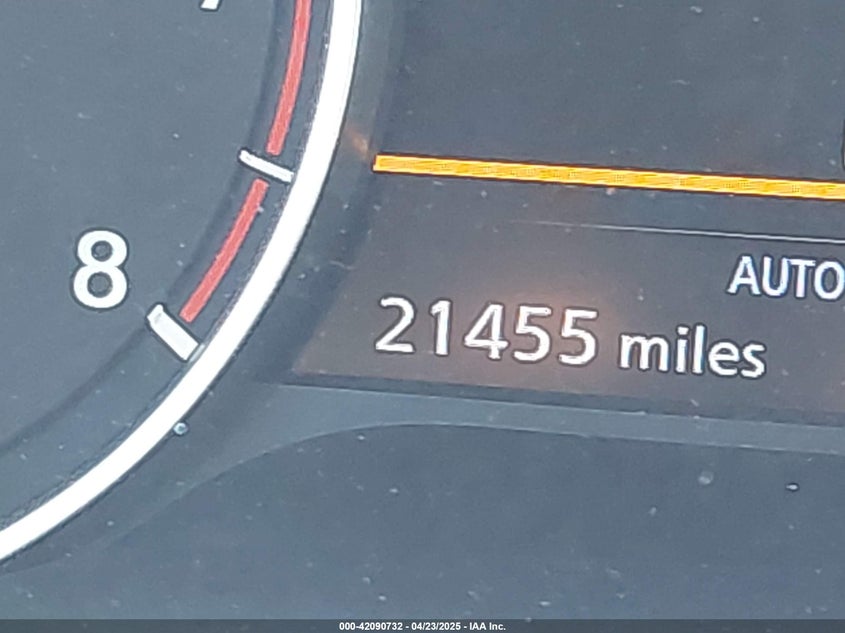 8
AUTO
21455 miles
000-42090732 - 04/23/2025 - IAA Inc.